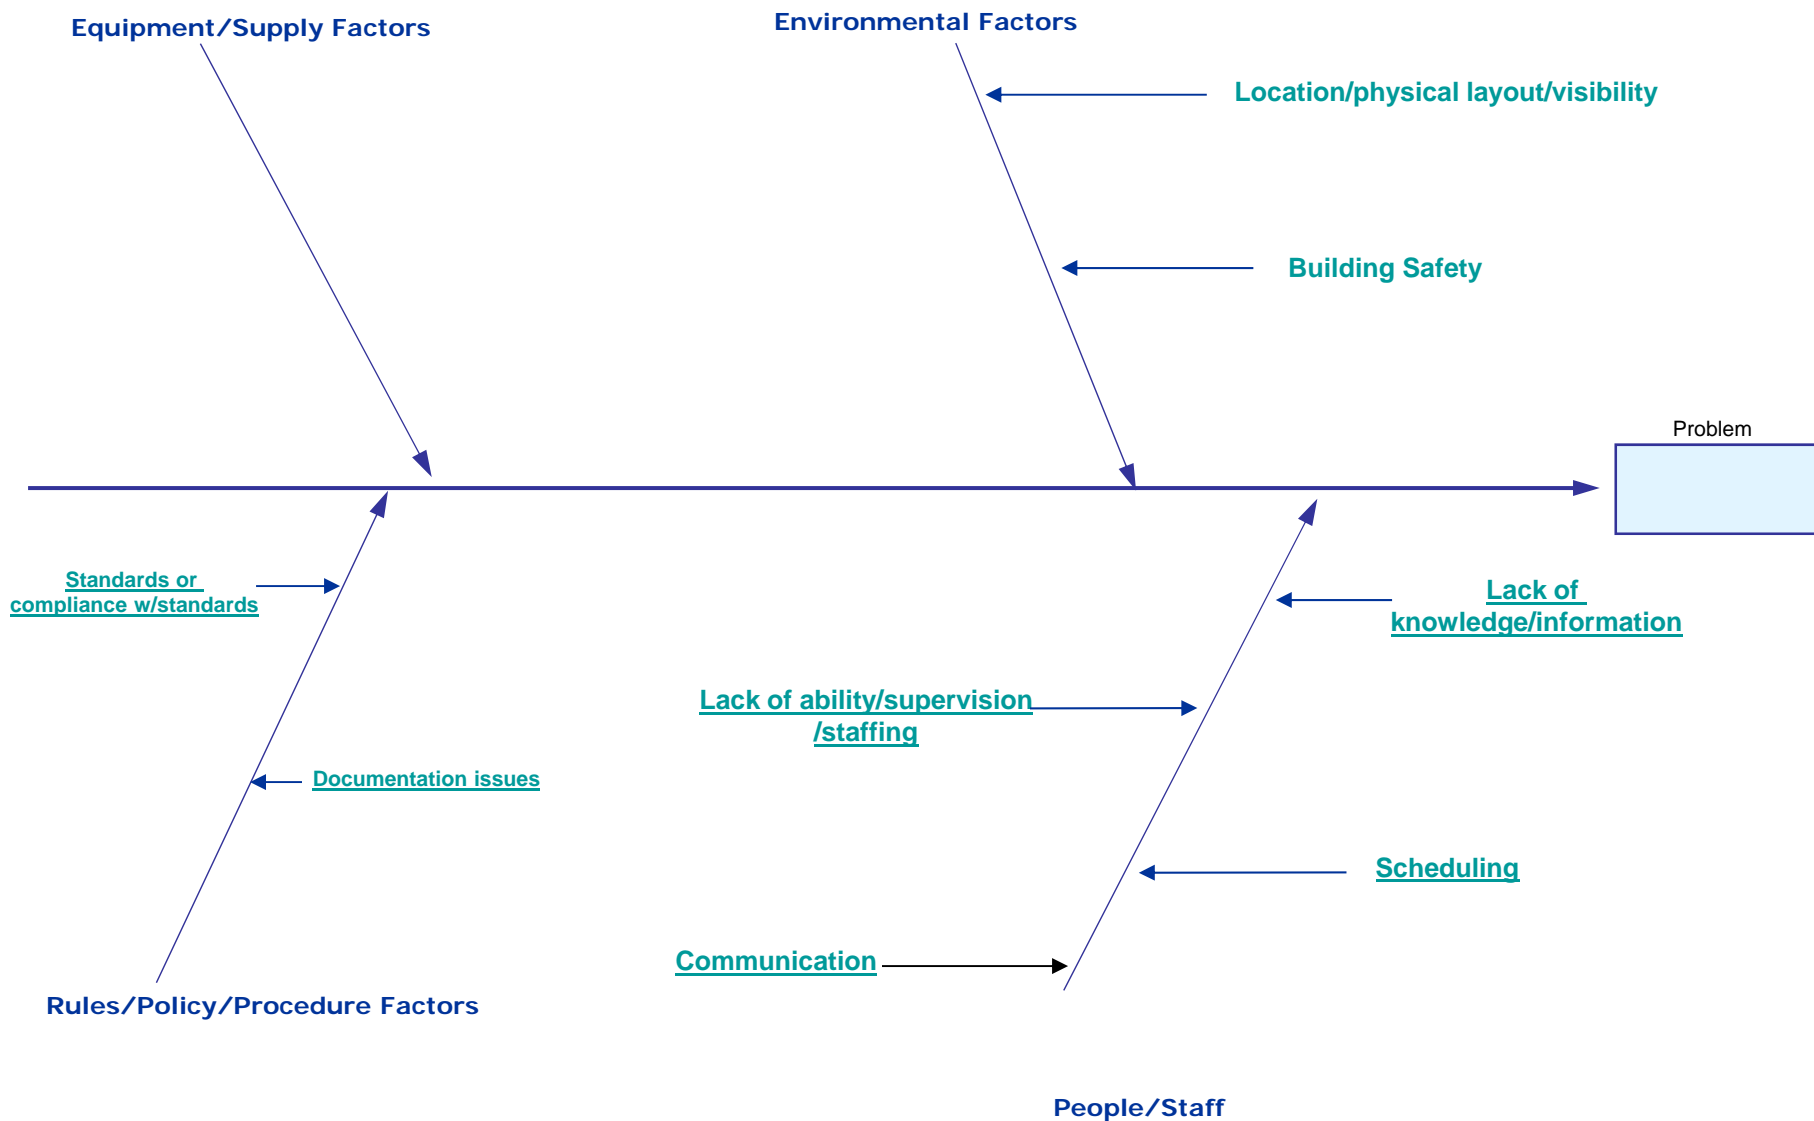 Equipment/Supply Factors
Environmental Factors
Location/physical layout/visibility
Building Safety
Problem
Standards or
compliance w/standards
Lack of
knowledge/information
Lack of ability/supervision
/staffing
Documentation issues
Scheduling
Communication
Rules/Policy/Procedure Factors
People/Staff